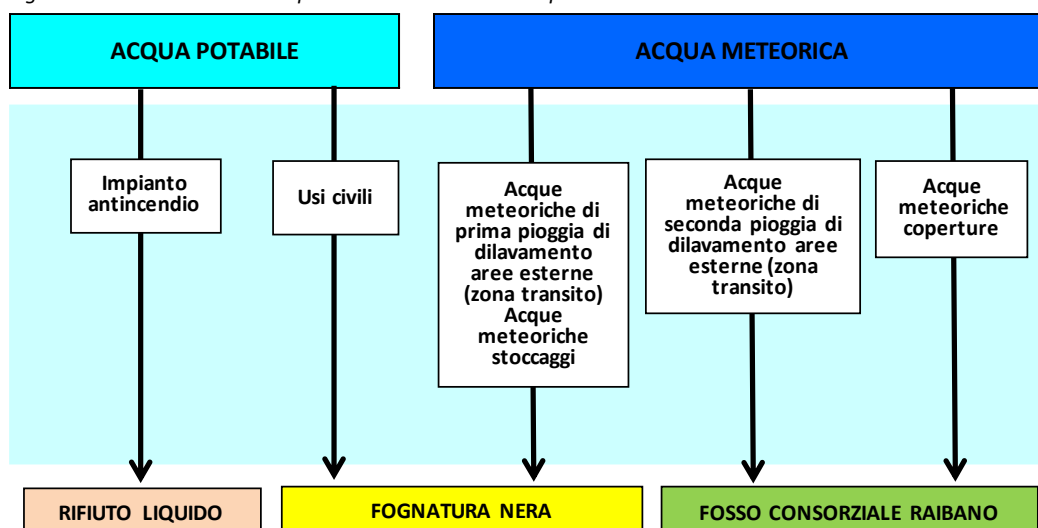 ACQUA POTABILE
ACQUA METEORICA
Impianto
antincendio
Usi civili
Acque
meteoriche di
prima pioggia di
dilavamento
aree esterne
(zona transito)
Acque
meteoriche
stoccaggi
Acque
meteoriche di
seconda pioggia di
dilavamento aree
esterne (zona
transito)
Acque
meteoriche
coperture
RIFIUTO LIQUIDO
FOGNATURA NERA
FOSSO CONSORZIALE RAIBANO